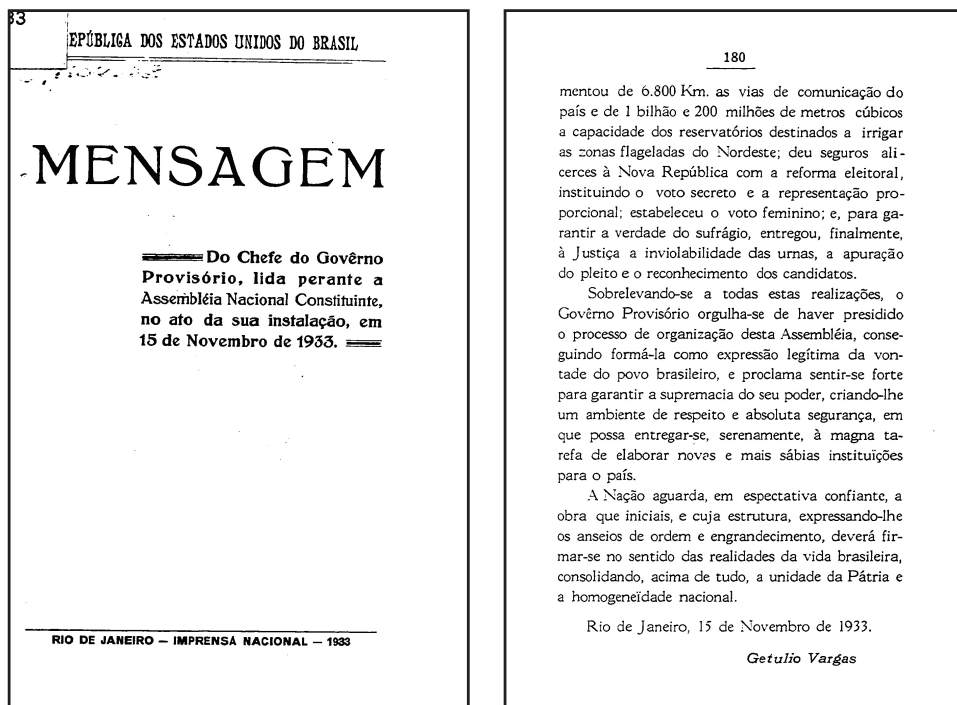 33
EPÚBLICA DOS ESTADOS UNIDOS DO BRASIL
MENSAGEM
Do Chefe do Govêrno
Provisório, lida perante a
Assembléia Nacional Constituinte,
no ato da sua instalação, em
15 de Novembro de 1933.
RIO DE JANEIRO — IMPRENSA NACIONAL — 1933
180
mentou de 6.800 Km. as vias de comunicação do
país e de 1 bilhão e 200 milhões de metros cúbicos
a capacidade dos reservatórios destinados a irrigar
as zonas flageladas do Nordeste; deu seguros ali-
cerces à Nova República com a reforma eleitoral,
instituindo o voto secreto e a representação pro-
porcional; estabeleceu o voto feminino; e, para ga-
rantir a verdade do sufrágio, entregou, finalmente,
à Justiça a inviolabilidade das urnas, a apuração
do pleito e o reconhecimento dos candidatos.
Sobrelevando-se a todas estas realizações, o
Govêrno Provisório orgulha-se de haver presidido
o processo de organização desta Assembléia, conse-
guindo formá-la como expressão legítima da von-
tade do povo brasileiro, e proclama sentir-se forte
para garantir a supremacia do seu poder, criando-lhe
um ambiente de respeito e absoluta segurança, em
que possa entregar-se, serenamente, à magna ta-
refa de elaborar novas e mais sábias instituïções
para o país.
A Nação aguarda, em espectativa confiante, a
obra que iniciais, e cuja estrutura, expressando-lhe
os anseios de ordem e engrandecimento, deverá fir-
mar-se no sentido das realidades da vida brasileira,
consolidando, acima de tudo, a unidade da Pátria e
a homogeneïdade nacional.
Rio de Janeiro, 15 de Novembro de 1933.
Getulio Vargas